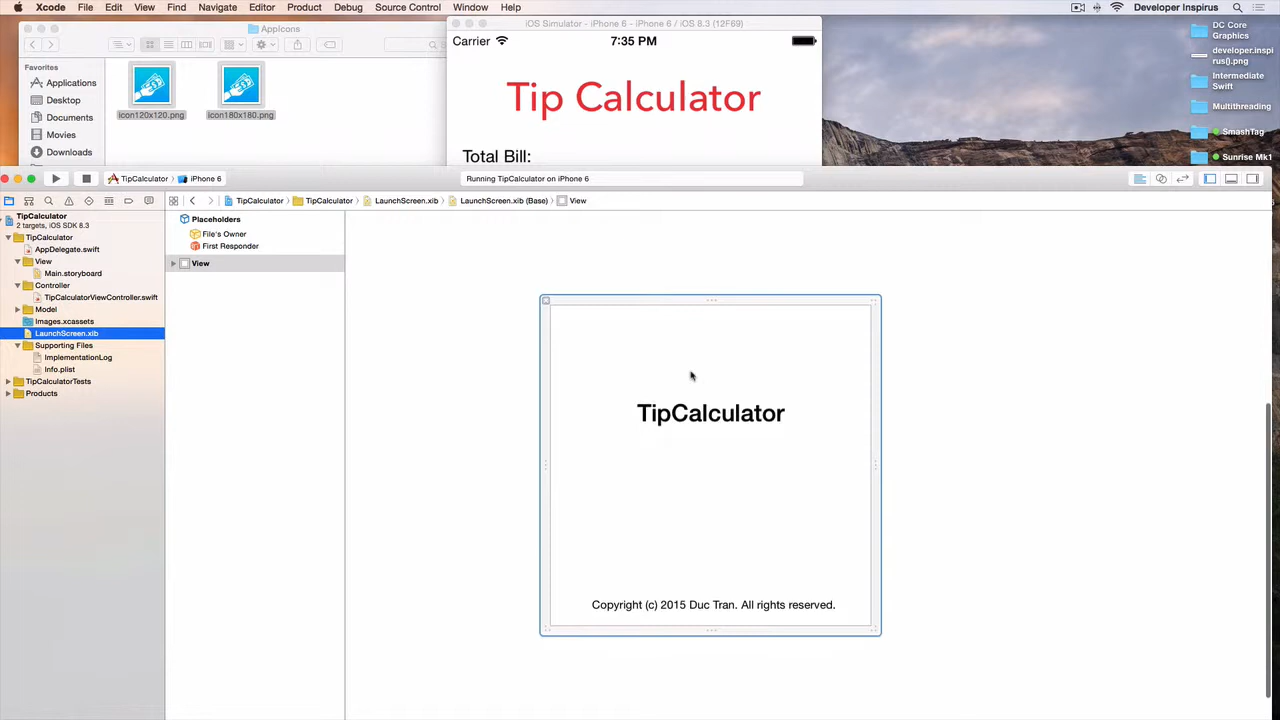 Xcode File Edit View Find Navigate Editor Product Debug Source Control Window Help Developer Inspirus
AppIcons
iOS Simulator - iPhone 6 - iPhone 6 / iOS 8.3 (12F69)
Carrier 7:35 PM
Favorites
Applications
Desktop
Documents
Movies
Downloads
icon120x120.png icon180x180.png
Tip Calculator
Total Bill:
DC Core
Graphics
developer.inspi
rus().png
Intermediate
Swift
Multithreading
SmashTag
Sunrise Mk1
TipCalculator iPhone 6 Running TipCalculator on iPhone 6
TipCalculator TipCalculator LaunchScreen.xib LaunchScreen.xib (Base) View
TipCalculator
2 targets, iOS SDK 8.3
TipCalculator
AppDelegate.swift
View
Main.storyboard
Controller
TipCalculatorViewController.swift
Model
Images.xcassets
LaunchScreen.xib
Supporting Files
ImplementationLog
Info.plist
TipCalculatorTests
Products
Placeholders
File's Owner
First Responder
View
TipCalculator
Copyright (c) 2015 Duc Tran. All rights reserved.